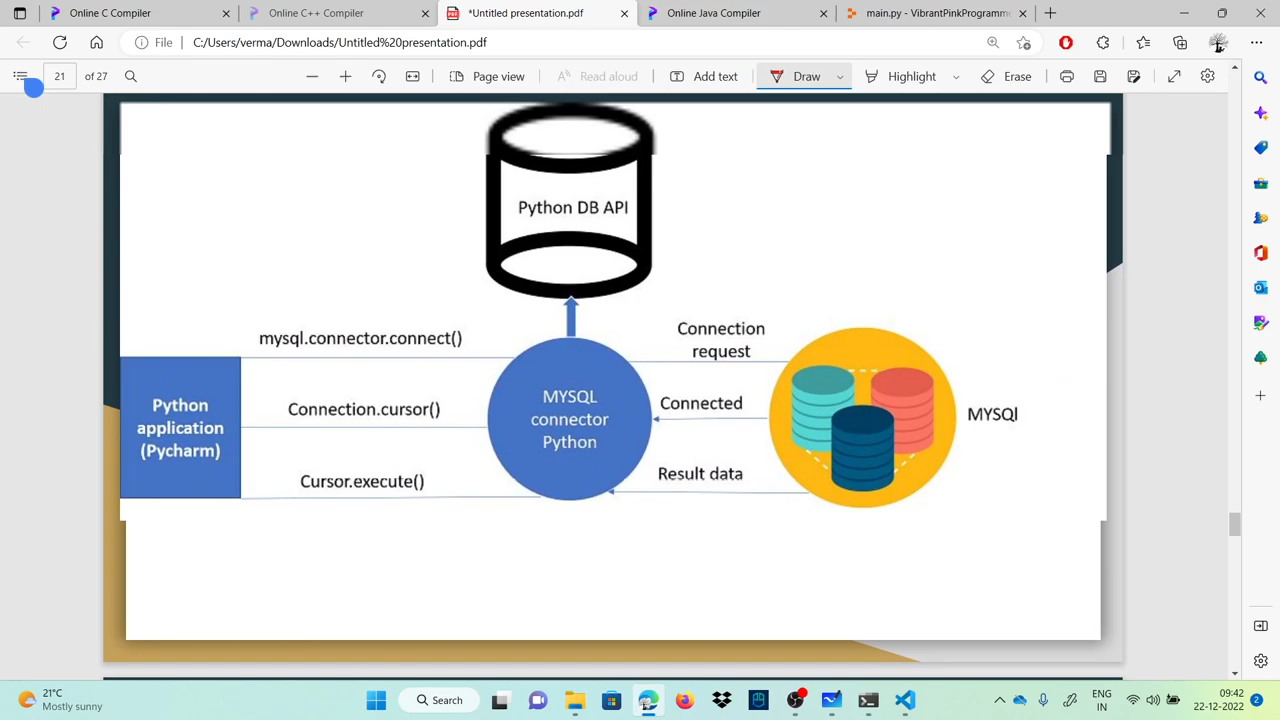 Online C Compiler
Online C++ Compiler
*Untitled presentation.pdf
Online Java Compiler
main.py - VibrantPinkProgramme
File
C:/Users/verma/Downloads/Untitled%20presentation.pdf
21 of 27
Page view
Read aloud
Add text
Draw
Highlight
Erase
Python DB API
mysql.connector.connect()
Connection
request
Python
application
(Pycharm)
Connection.cursor()
MYSQL
connector
Python
Connected
MYSQl
Cursor.execute()
Result data
21°C
Mostly sunny
Search
ENG
IN
09:42
22-12-2022
2